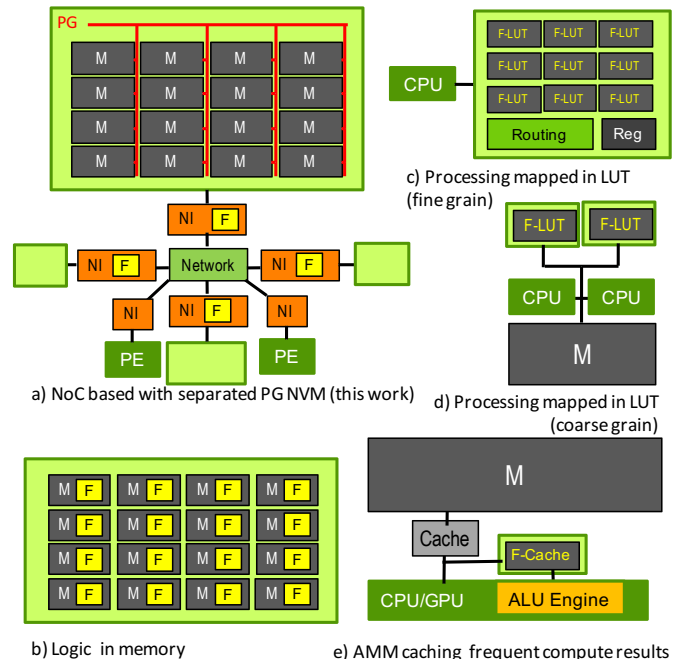 PG
M M M M
M M M M
M M M M
M M M M
NI F
NI F Network NI F
NI NI F NI
PE PE
a) NoC based with separated PG NVM (this work)
M F M F M F M F
M F M F M F M F
M F M F M F M F
M F M F M F M F
b) Logic in memory
F-LUT F-LUT F-LUT
F-LUT F-LUT F-LUT
F-LUT F-LUT F-LUT
CPU
Routing Reg
c) Processing mapped in LUT
(fine grain)
F-LUT F-LUT
CPU CPU
M
d) Processing mapped in LUT
(coarse grain)
M
Cache
F-Cache
CPU/GPU ALU Engine
e) AMM caching frequent compute results